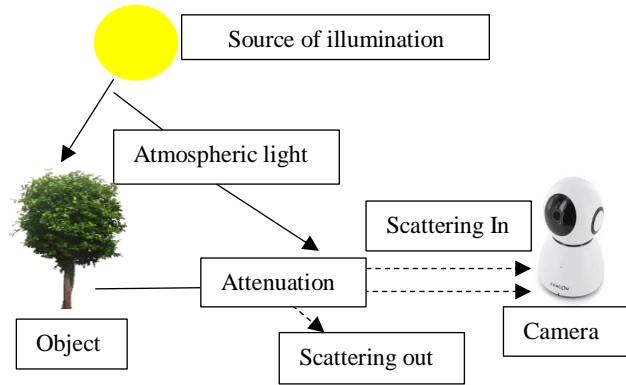 Source of illumination
Atmospheric light
Scattering In
Attenuation
Object
Scattering out
Camera